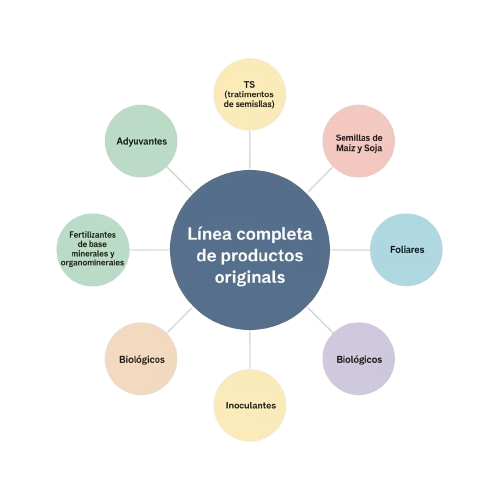 TS
(tratimentos
de semisllas)
Adyuvantes
Semillas de
Maíz y Soja
Línea completa
de productos
originals
Fertilizantes
de base
minerales y
organominerales
Foliares
Biológicos
Biológicos
Inoculantes